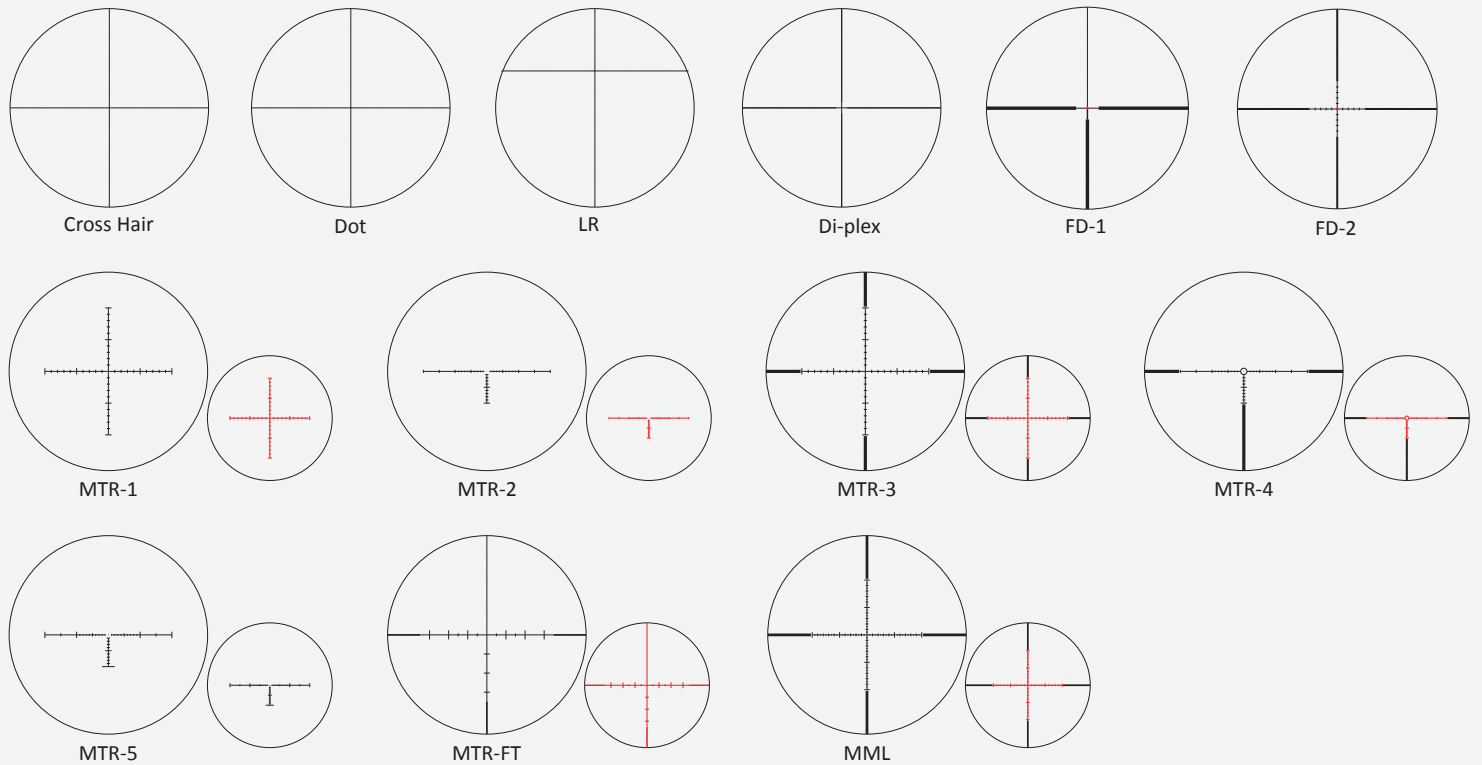 Cross Hair
Dot
LR
Di-plex
FD-1
FD-2
MTR-1
MTR-2
MTR-3
MTR-4
MTR-5
MTR-FT
MML